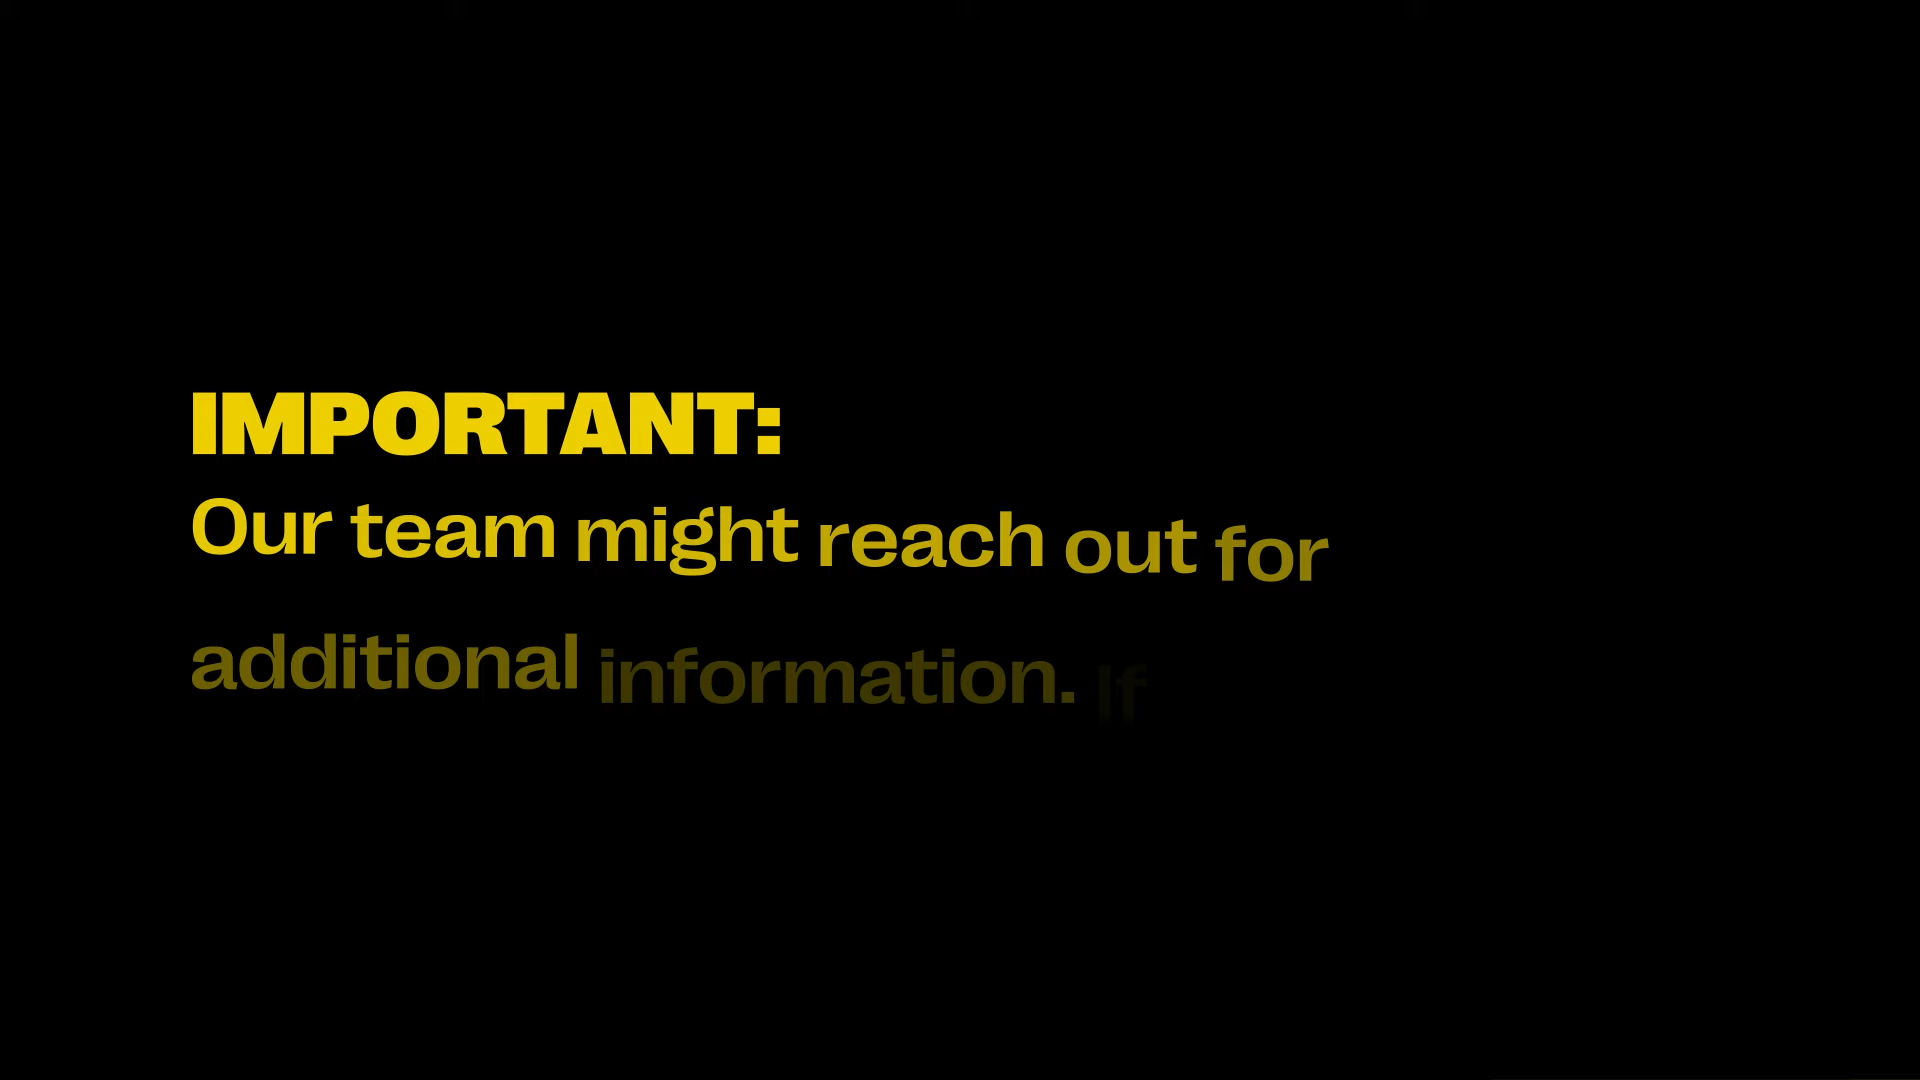 IMPORTANT:
Our team might reach out for
additional information. If